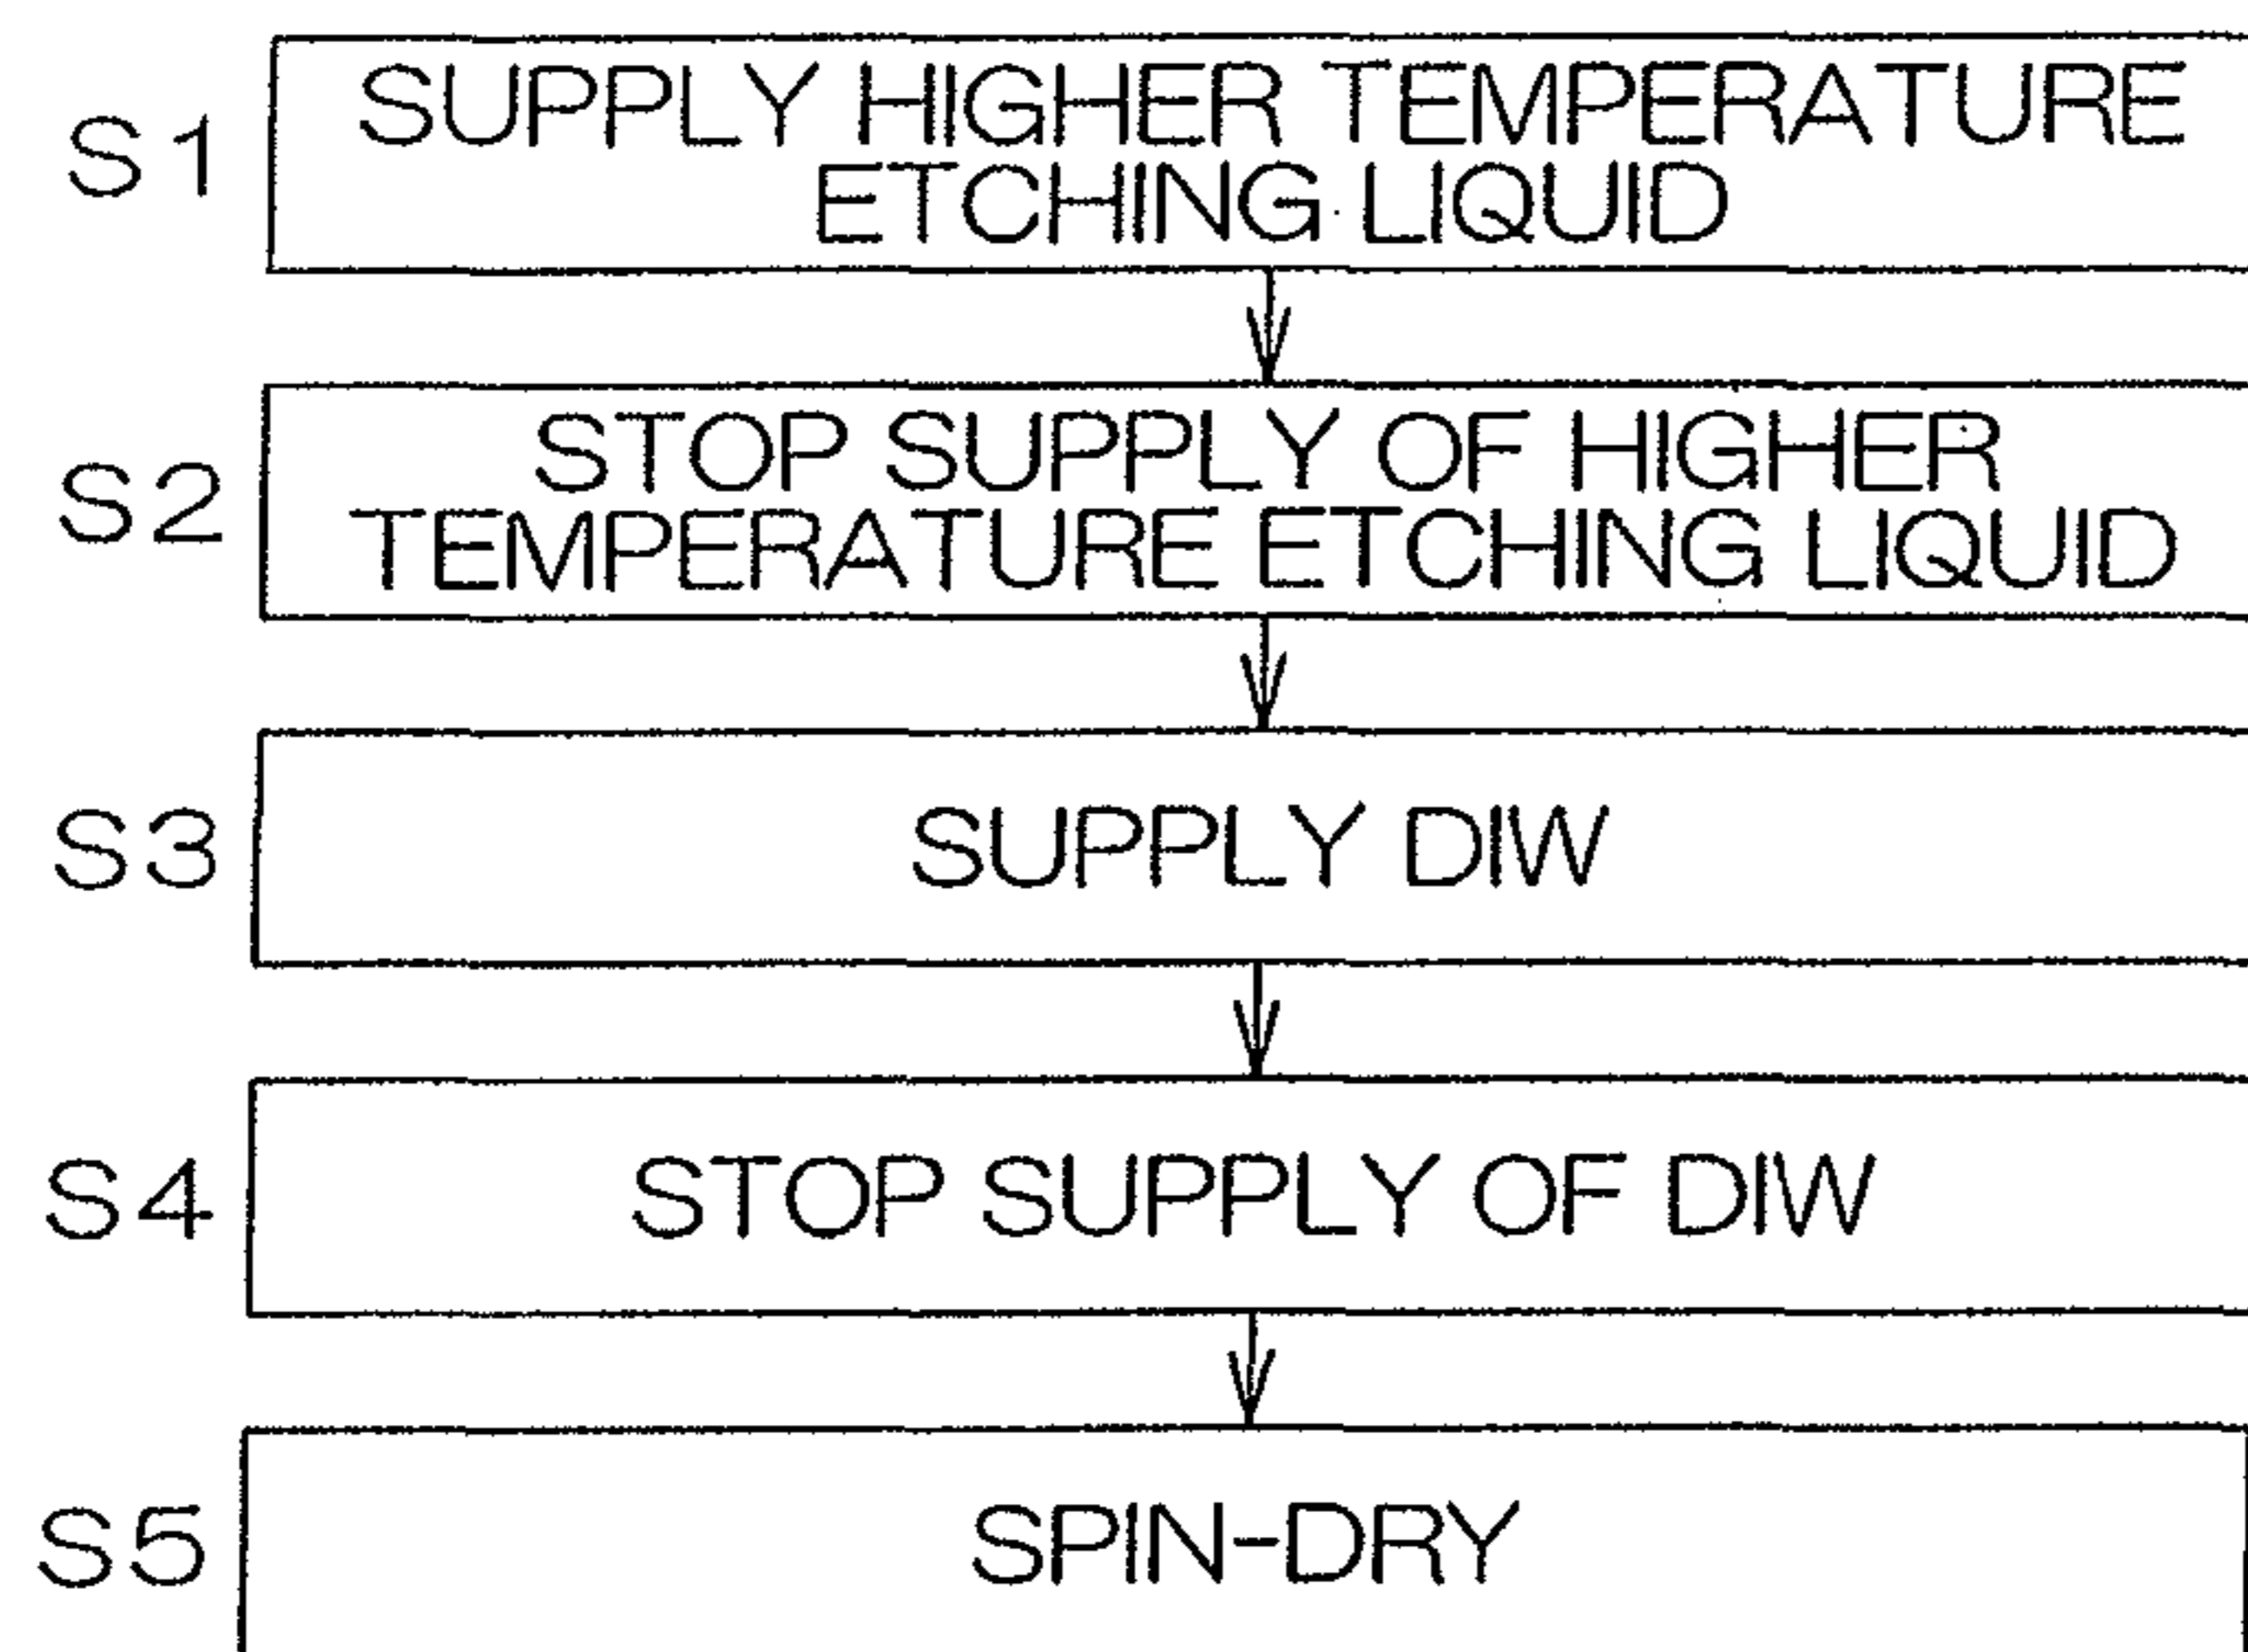 S1 SUPPLY HIGHER TEMPERATURE
ETCHING LIQUID
S2 STOP SUPPLY OF HIGHER
TEMPERATURE ETCHING LIQUID
S3 SUPPLY DIW
S4 STOP SUPPLY OF DIW
S5 SPIN-DRY